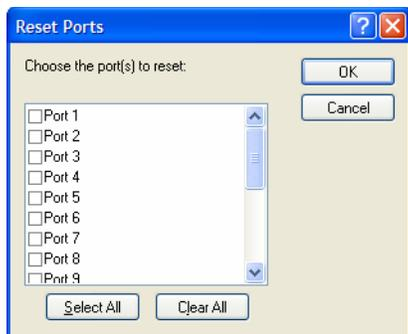 Reset Ports
Choose the port(s) to reset:
OK
Cancel
Port 1
Port 2
Port 3
Port 4
Port 5
Port 6
Port 7
Port 8
Port 9
Select All
Clear All